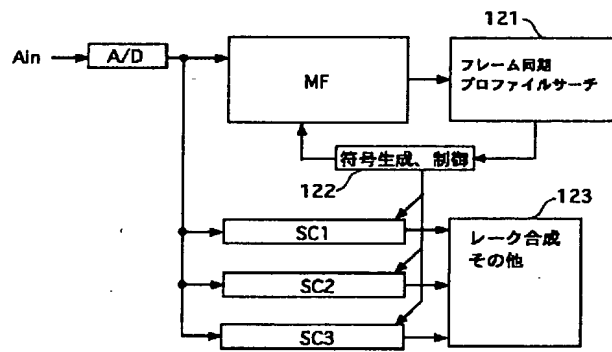 121
Ain
A/D
MF
フレーム同期
プロファイルサーチ
符号生成、制御
122
123
SC1
レーク合成
その他
SC2
SC3